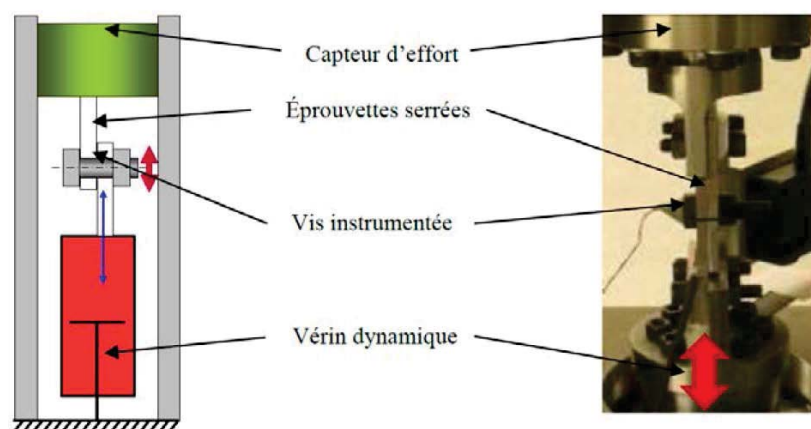 Capteur d’effort
Éprouvettes serrées
Vis instrumentée
Vérin dynamique